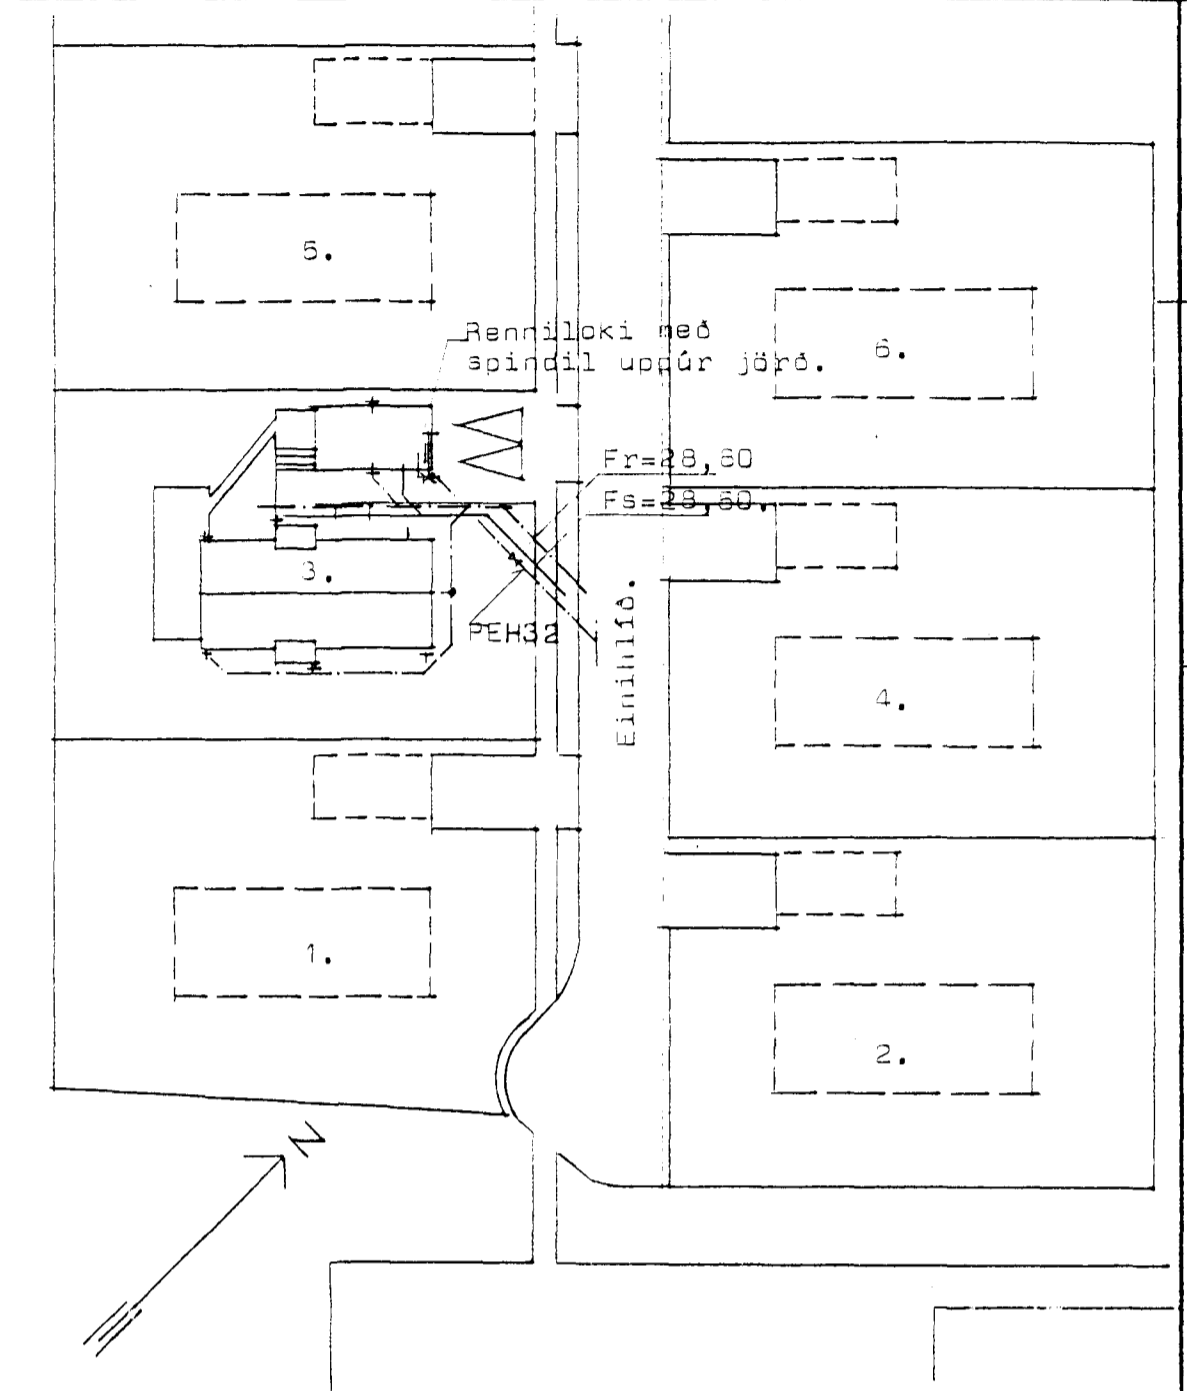 5.
Renniloki með
spindil uppúr jörð.
6.
Fr=28,60
Fs=28,60.
3.
PEH32
Einihlíð.
4.
1.
2.
N